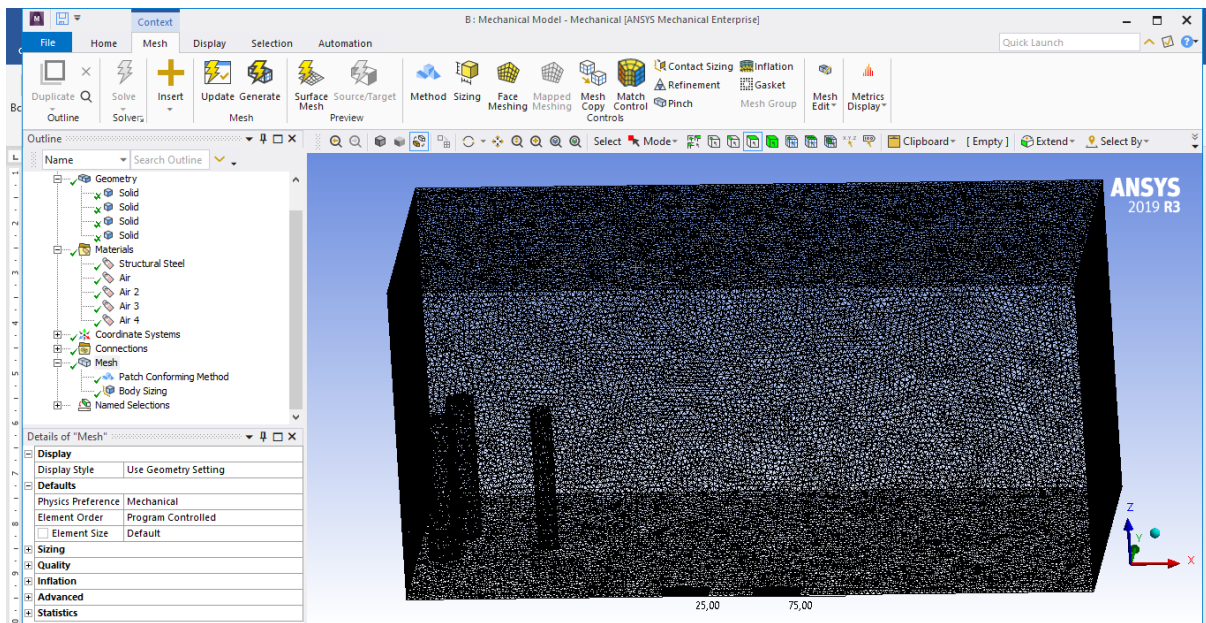 B : Mechanical Model - Mechanical [ANSYS Mechanical Enterprise]
Context
File Home Mesh Display Selection Automation
Quick Launch
Duplicate
Solve
Insert
Update Generate
Surface Mesh
Source/Target
Method Sizing
Face Meshing
Mapped Meshing
Mesh Copy
Match Control
Contact Sizing
Refinement
Pinch
Inflation
Gasket
Mesh Group
Mesh Edit
Metrics Display
Outline
Solver
Mesh
Preview
Controls
Outline
Name
Search Outline
Select Mode
Clipboard
[ Empty ]
Extend
Select By
Geometry
Solid
Solid
Solid
Solid
Materials
Structural Steel
Air
Air 2
Air 3
Air 4
Coordinate Systems
Connections
Mesh
Patch Conforming Method
Body Sizing
Named Selections
Details of "Mesh"
Display
Display Style Use Geometry Setting
Defaults
Physics Preference Mechanical
Element Order Program Controlled
Element Size Default
Sizing
Quality
Inflation
Advanced
Statistics
ANSYS
2019 R3
Z
Y
X
25,00 75,00